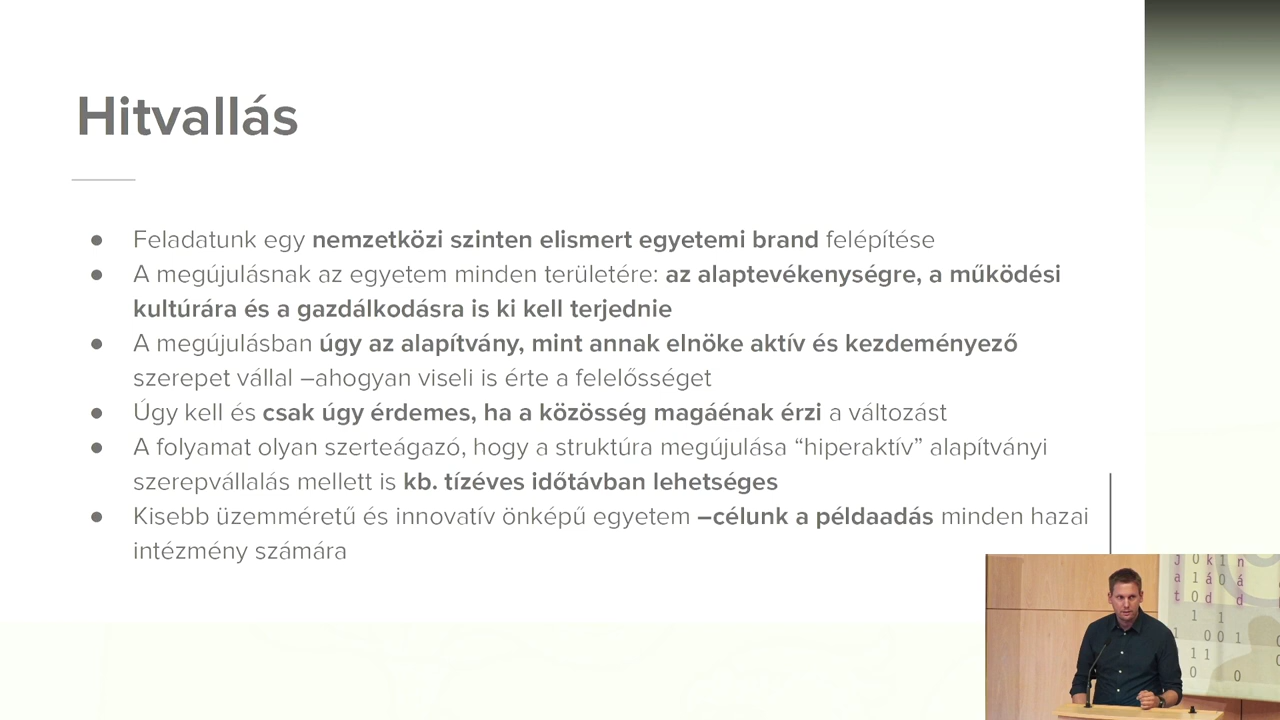 Hitvallás
● Feladatunk egy nemzetközi szinten elismert egyetemi brand felépítése
● A megújulásnak az egyetem minden területére: az alaptevékenységre, a működési
kultúrára és a gazdálkodásra is ki kell terjednie
● A megújulásban úgy az alapítvány, mint annak elnöke aktív és kezdeményező
szerepet vállal –ahogyan viseli is érte a felelősséget
● Úgy kell és csak úgy érdemes, ha a közösség magáénak érzi a változást
● A folyamat olyan szerteágazó, hogy a struktúra megújulása “hiperaktív” alapítványi
szerepvállalás mellett is kb. tízéves időtávban lehetséges
● Kisebb üzemméretű és innovatív önképű egyetem –célunk a példaadás minden hazai
intézmény számára